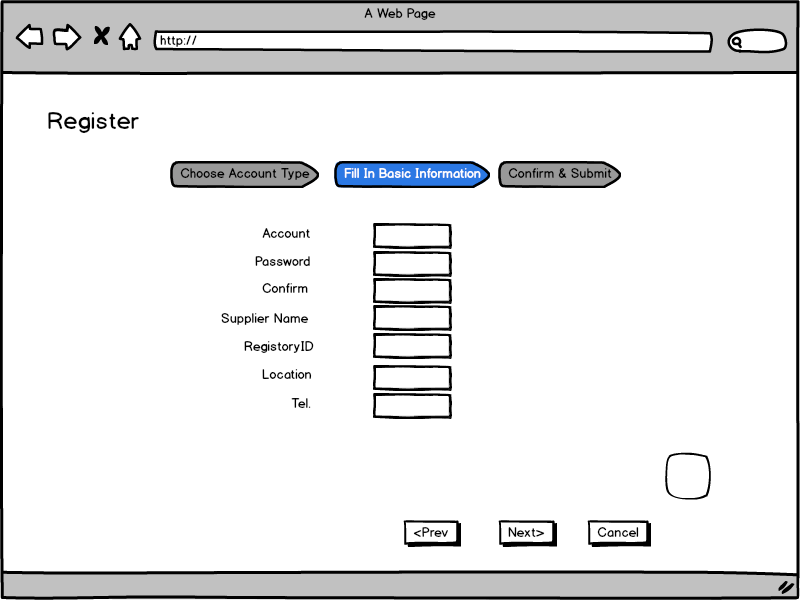 A Web Page
http://
Register
Choose Account Type
Fill In Basic Information
Confirm & Submit
Account
Password
Confirm
Supplier Name
RegistoryID
Location
Tel.
<Prev
Next>
Cancel